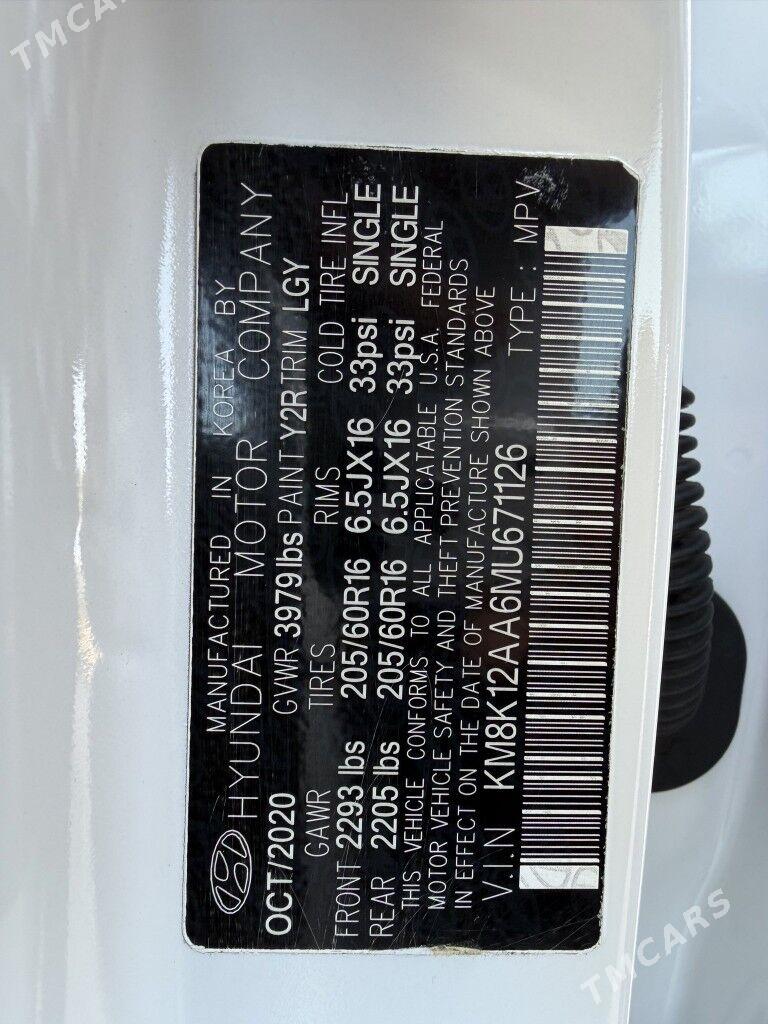 TMCARS
MANUFACTURED IN KOREA BY
HYUNDAI MOTOR COMPANY
OCT/2020 GVWR 3979 lbs PAINT Y2R TRIM LGY
GAWR TIRES RIMS COLD TIRE INFL
FRONT 2293 lbs 205/60R16 6.5JX16 33psi SINGLE
REAR 2205 lbs 205/60R16 6.5JX16 33psi SINGLE
THIS VEHICLE CONFORMS TO ALL APPLICATABLE U.S.A. FEDERAL
MOTOR VEHICLE SAFETY AND THEFT PREVENTION STANDARDS
IN EFFECT ON THE DATE OF MANUFACTURE SHOWN ABOVE
V.I.N KM8K12AA6MU671126 TYPE : MPV
TMCARS